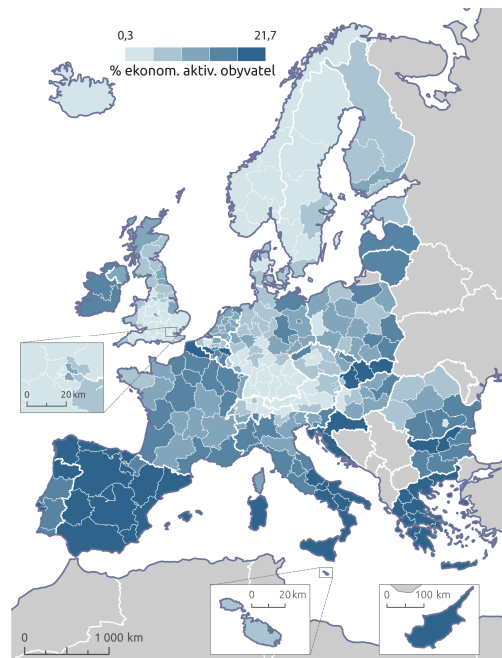 0,3 21,7
% ekonom. aktiv. obyvatel
0 20 km
0 20 km
0 100 km
0 1 000 km